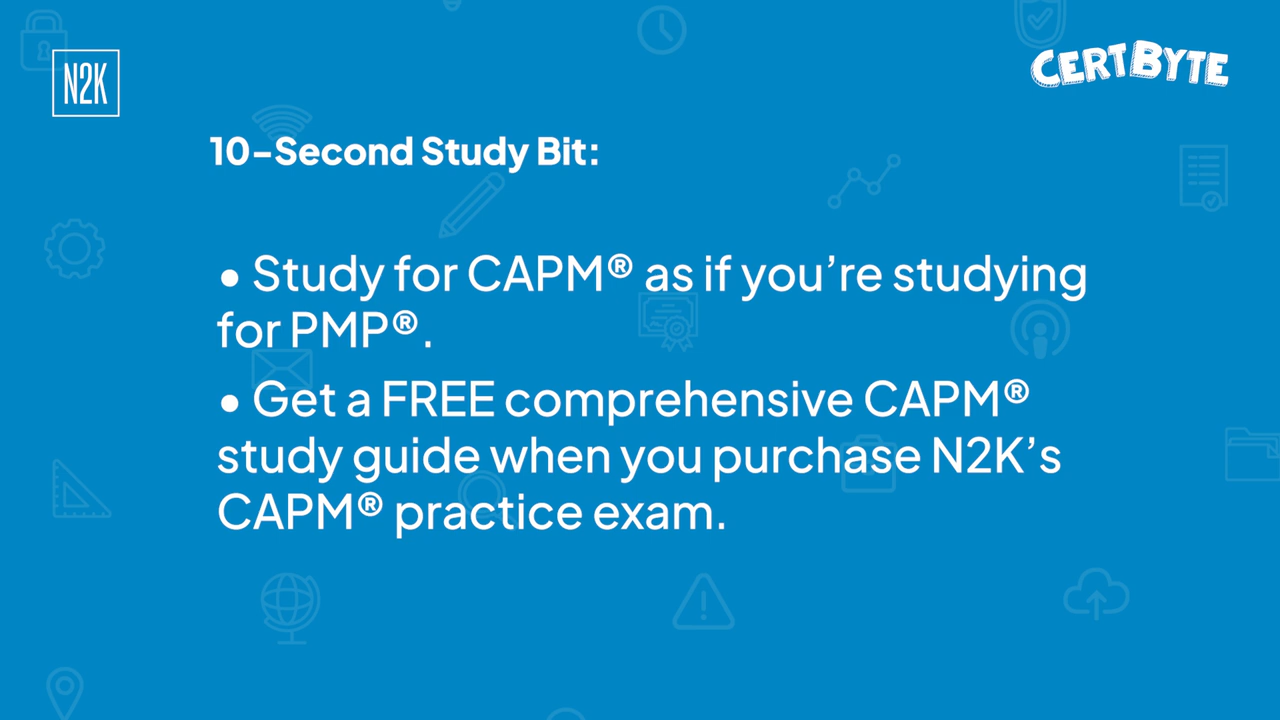 N2K
CERTBYTE
10-Second Study Bit:
• Study for CAPM® as if you’re studying
for PMP®.
• Get a FREE comprehensive CAPM®
study guide when you purchase N2K’s
CAPM® practice exam.